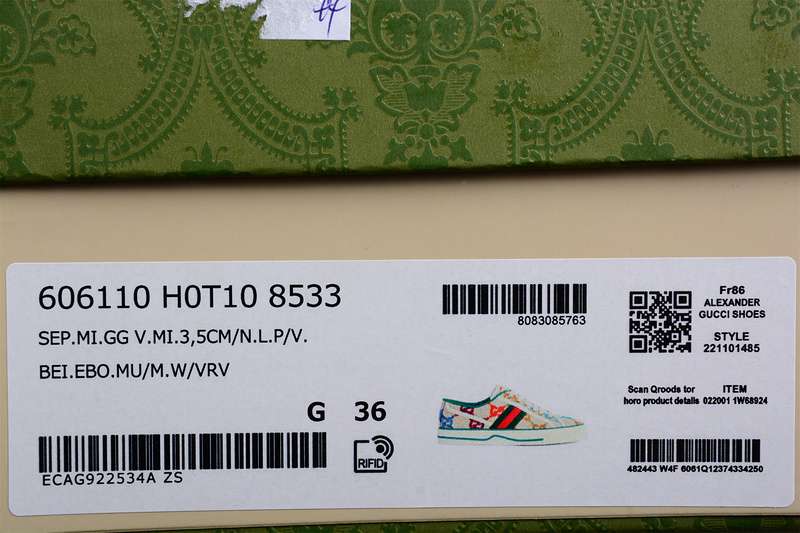 606110 H0T10 8533
SEP.MI.GG V.MI.3,5CM/N.L.P/V.
BEI.EBO.MU/M.W/VRV
G 36
ECAG922534A ZS
RIFID
8083085763
Fr86
ALEXANDER
GUCCI SHOES
STYLE
221101485
Scan Qroods tor ITEM
horo product details 022001 1W68924
482443 W4F 6061Q12374334250